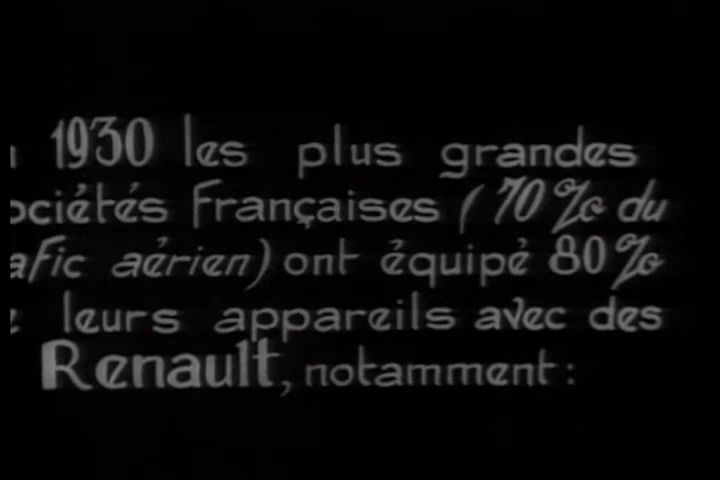 1930 les plus grandes
ociétés Françaises (70% du
afic aérien) ont équipé 80%
leurs appareils avec des
Renault, notamment: